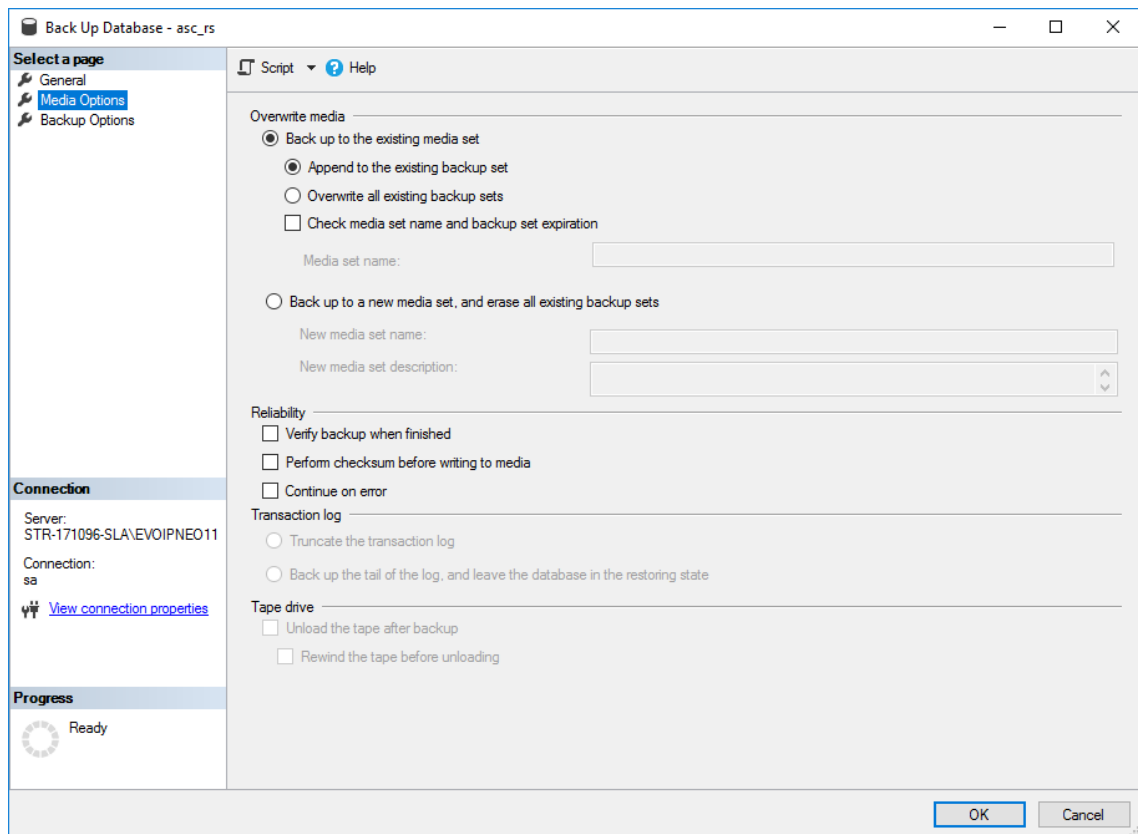 Back Up Database - asc_rs
Select a page
General
Media Options
Backup Options
Script
Help
Overwrite media
Back up to the existing media set
Append to the existing backup set
Overwrite all existing backup sets
Check media set name and backup set expiration
Media set name:
Back up to a new media set, and erase all existing backup sets
New media set name:
New media set description:
Reliability
Verify backup when finished
Perform checksum before writing to media
Continue on error
Transaction log
Truncate the transaction log
Back up the tail of the log, and leave the database in the restoring state
Tape drive
Unload the tape after backup
Rewind the tape before unloading
Connection
Server:
STR-171096-SLA\EVOIPNEO11
Connection:
sa
View connection properties
Progress
Ready
OK
Cancel